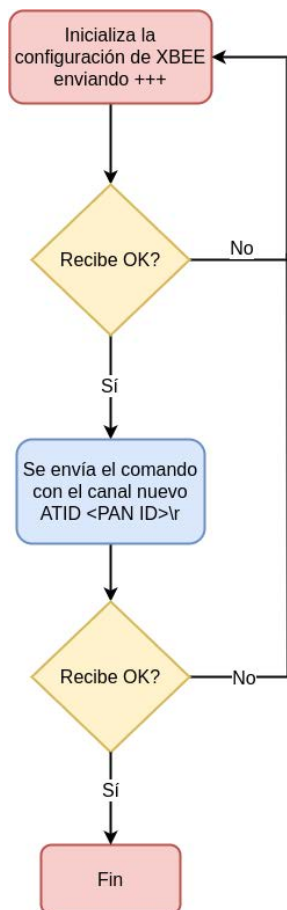 Inicializa la
configuración de XBEE
enviando +++
Recibe OK?
No
Sí
Se envía el comando
con el canal nuevo
ATID <PAN ID>\r
Recibe OK?
No
Sí
Fin